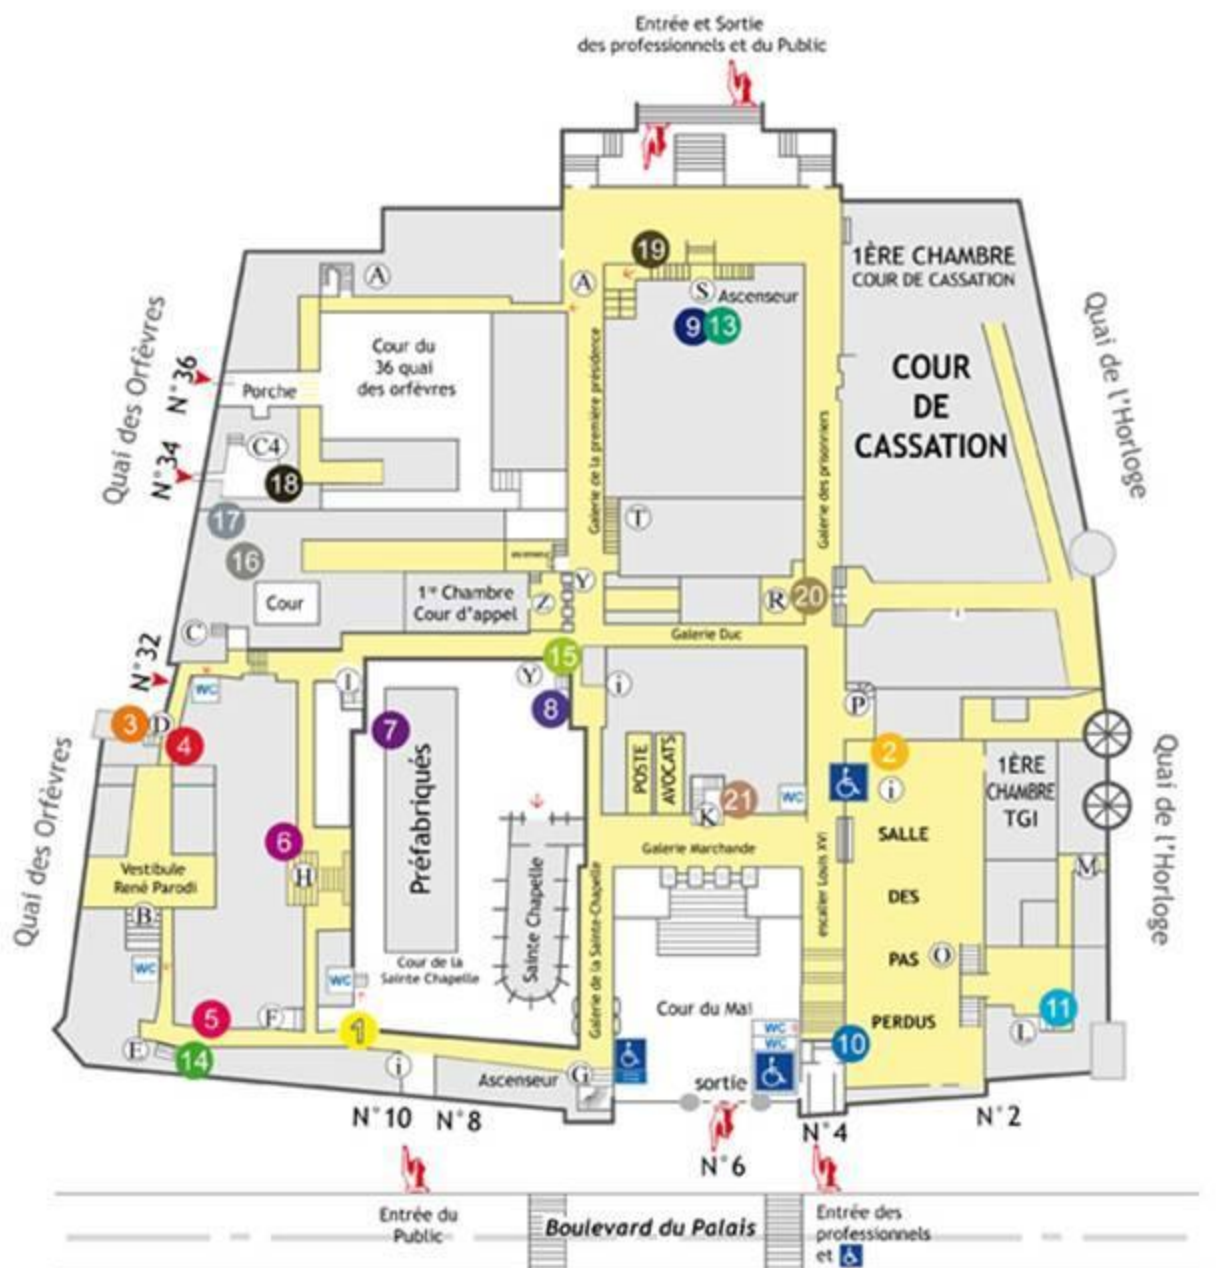 Entrée et Sortie
des professionnels et du Public
1ÈRE CHAMBRE
COUR DE CASSATION
19
A
A
S
Ascenseur
9
13
Quai de l'Horloge
Quai des Orfèvres
N°36
Porche
Cour du
36 quai
des orfèvres
Galerie de la première présidence
Galerie des prisonniers
COUR
DE
CASSATION
C4
N°34
18
17
T
16
Cour
1re Chambre
Cour d'appel
Z
Y
R
20
Galerie Duc
C
N°32
WC
15
Y
I
i
8
P
3
D
4
7
Préfabriqués
POSTE
AVOCATS
2
i
1ÈRE
CHAMBRE
TGI
Quai de l'Horloge
Quai des Orfèvres
21
K
WC
6
H
Vestibule
René Parodi
Galerie Marchande
escalier Louis XVI
SALLE
DES
PAS
PERDUS
M
B
WC
Sainte Chapelle
Galerie de la Sainte-Chapelle
O
WC
Cour de la
Sainte Chapelle
Cour du Mai
5
F
1
11
L
E
14
i
Ascenseur
G
WC
WC
10
sortie
N°10
N°8
N°6
N°4
N°2
Entrée du
Public
Boulevard du Palais
Entrée des
professionnels
et